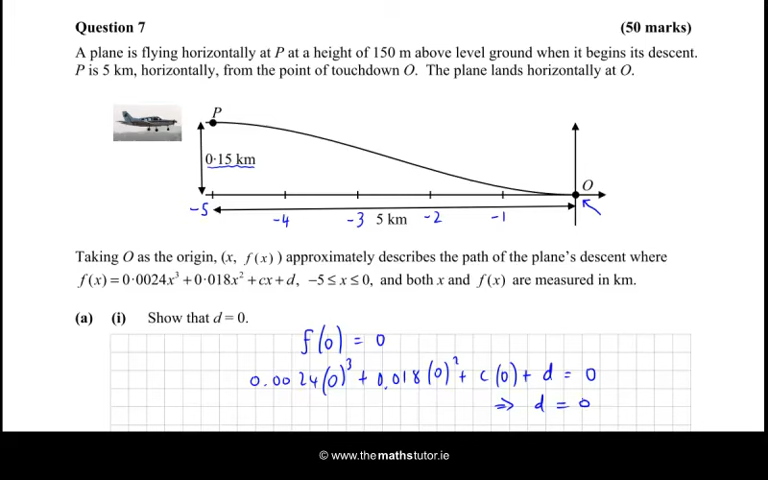 Question 7 (50 marks)
A plane is flying horizontally at P at a height of 150 m above level ground when it begins its descent.
P is 5 km, horizontally, from the point of touchdown O. The plane lands horizontally at O.
P
0·15 km
O
-5 -4 -3 5 km -2 -1
Taking O as the origin, (x, f(x)) approximately describes the path of the plane's descent where
f(x) = 0·0024x³ + 0·018x² + cx + d, −5 ≤ x ≤ 0, and both x and f(x) are measured in km.
(a) (i) Show that d = 0.
f(0) = 0
0.0024(0)³ + 0.018(0)² + c(0) + d = 0
⇒ d = 0
© www.themathstutor.ie